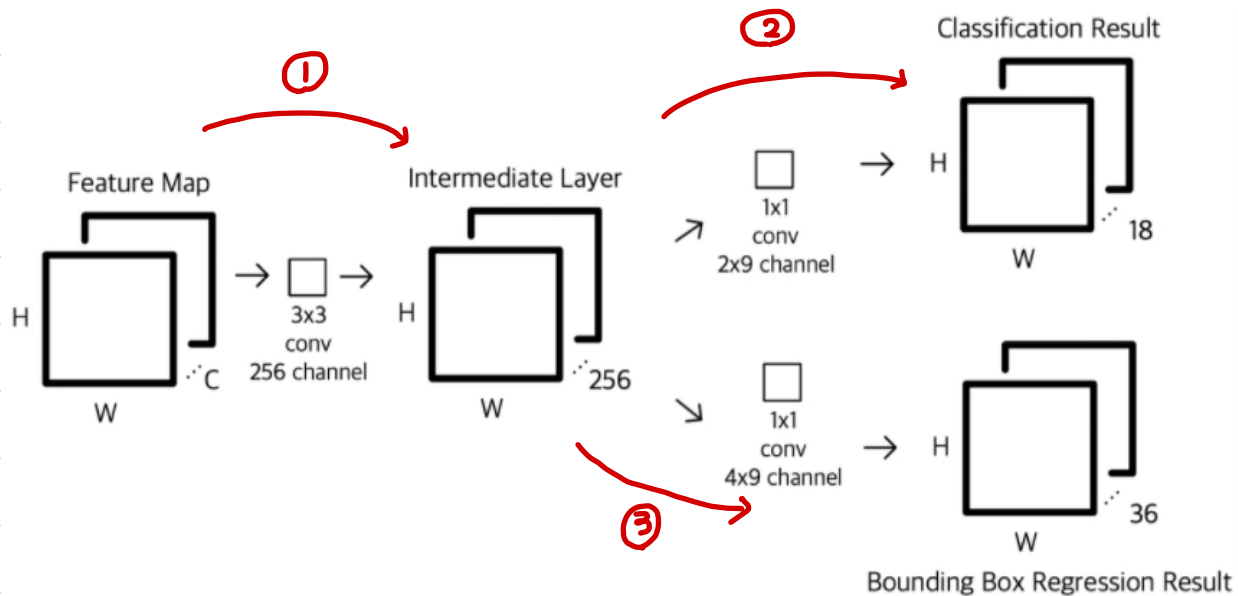 ①
②
Classification Result
Feature Map
Intermediate Layer
H
1x1
conv
2x9 channel
18
W
H
3x3
conv
256 channel
C
W
H
256
W
1x1
conv
4x9 channel
③
H
36
W
Bounding Box Regression Result